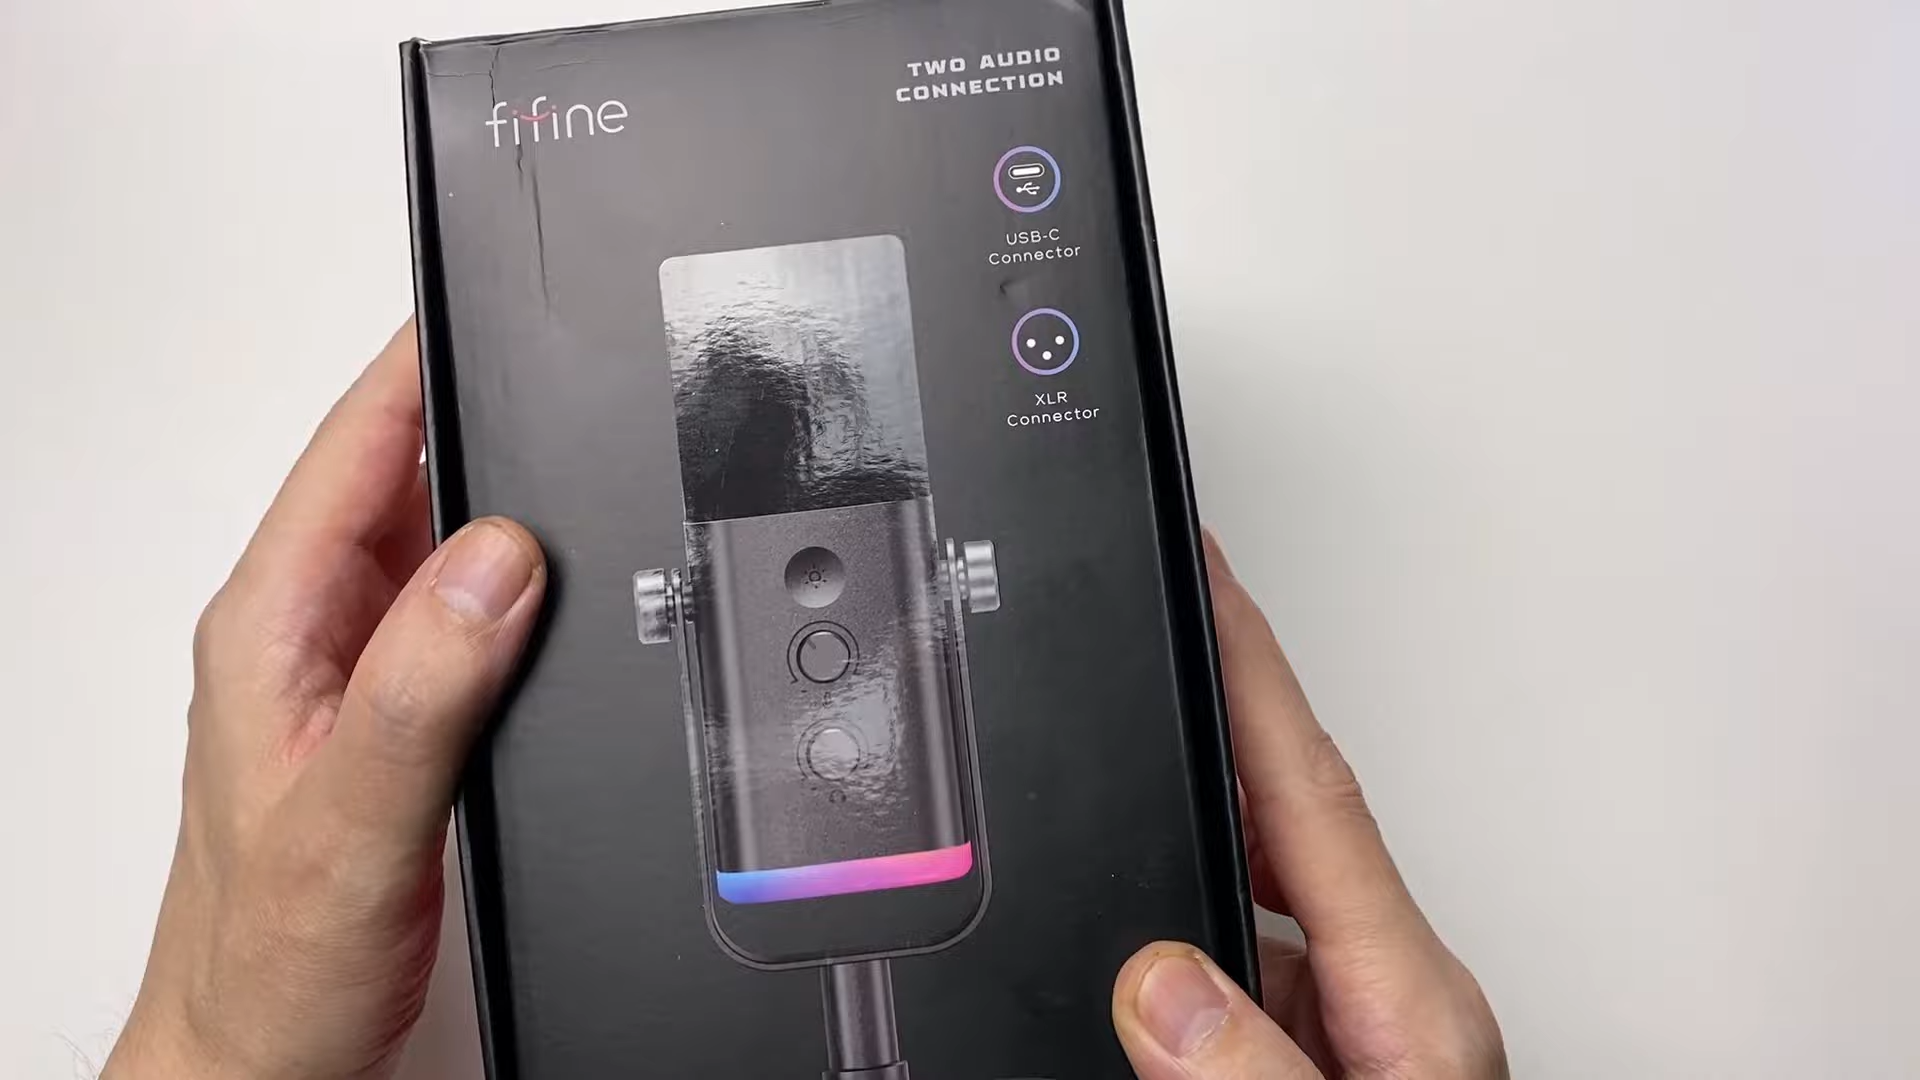 fifine
TWO AUDIO
CONNECTION
USB-C
Connector
XLR
Connector